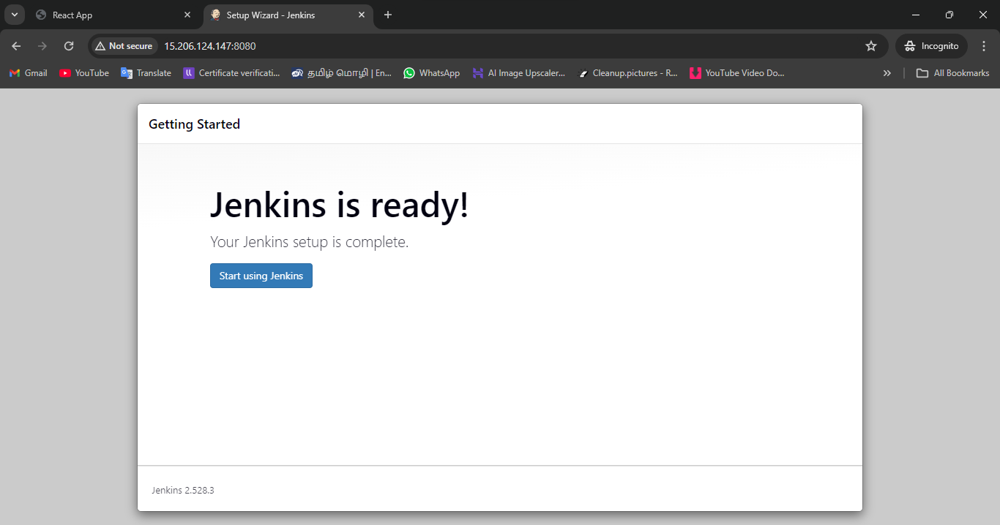 React App
Setup Wizard - Jenkins
Not secure
15.206.124.147:8080
Incognito
Gmail
YouTube
Translate
Certificate verificati...
தமிழ் மொழி | En...
WhatsApp
AI Image Upscaler...
Cleanup.pictures - R...
YouTube Video Do...
All Bookmarks
Getting Started
Jenkins is ready!
Your Jenkins setup is complete.
Start using Jenkins
Jenkins 2.528.3